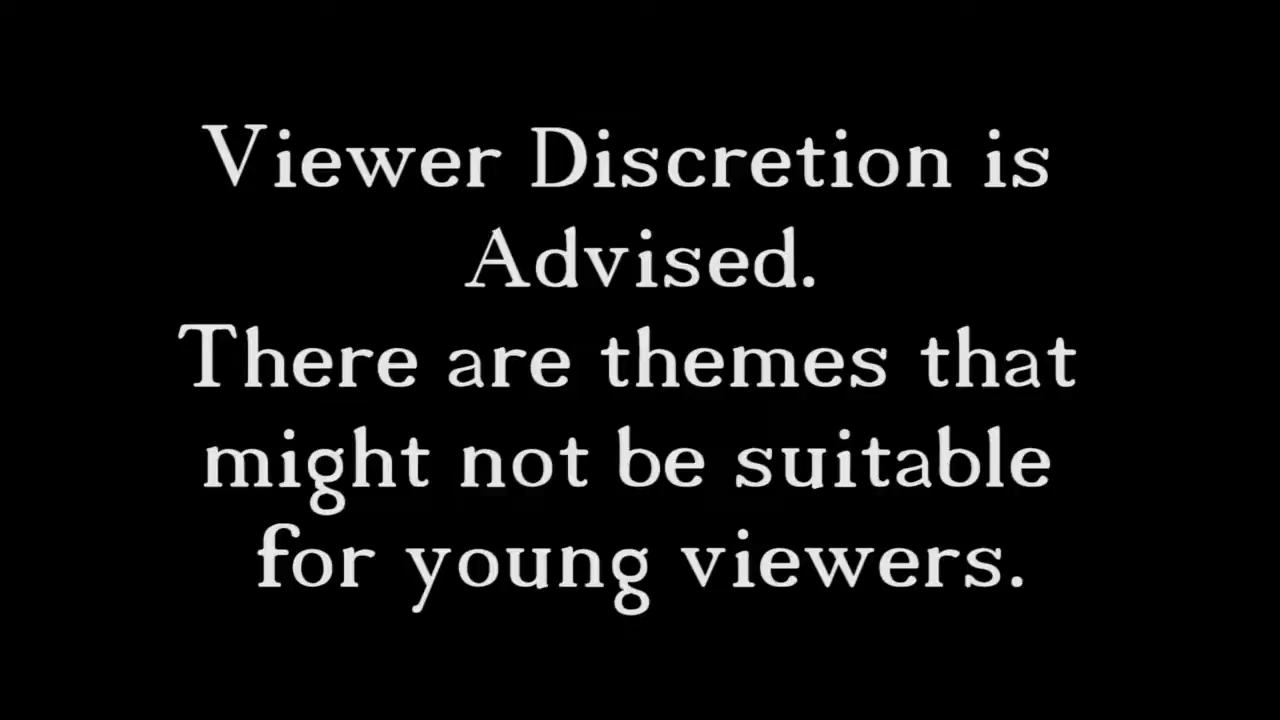 Viewer Discretion is
Advised.
There are themes that
might not be suitable
for young viewers.